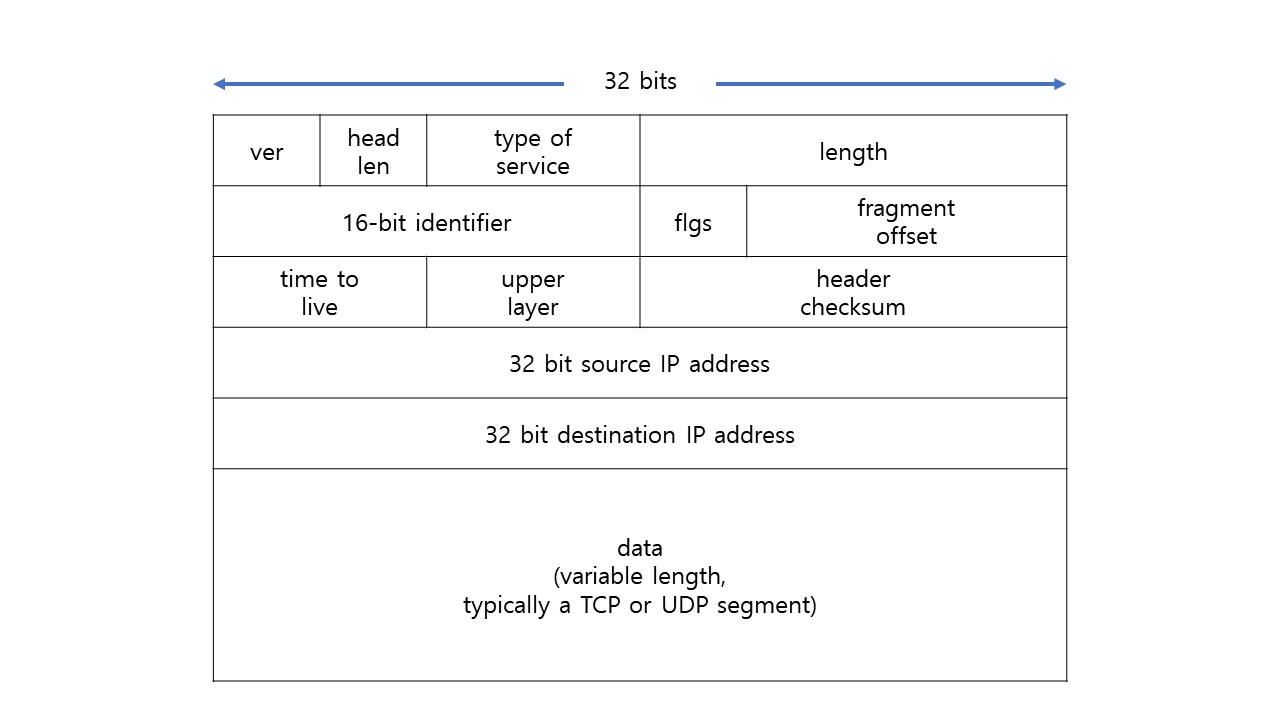 32 bits
ver
head
len
type of
service
length
16-bit identifier
flgs
fragment
offset
time to
live
upper
layer
header
checksum
32 bit source IP address
32 bit destination IP address
data
(variable length,
typically a TCP or UDP segment)